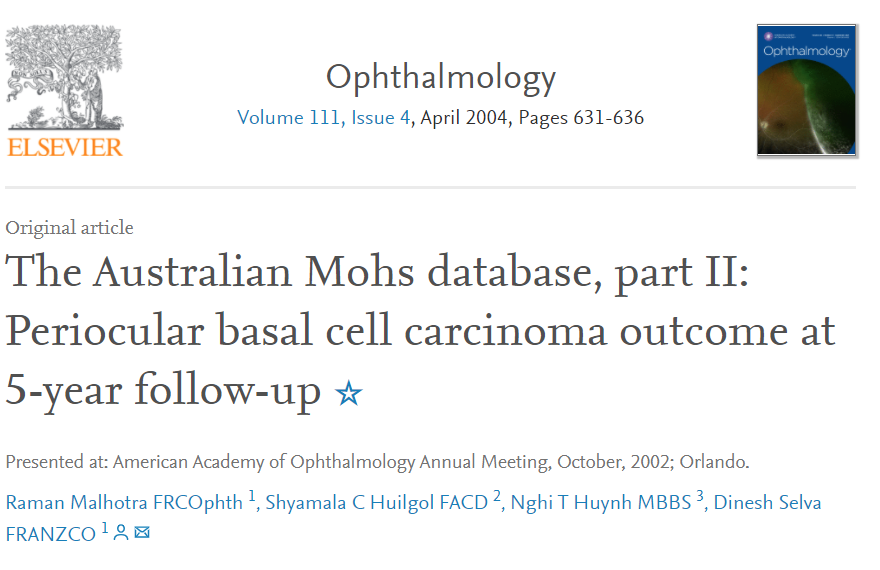 ELSEVIER
Ophthalmology
Volume 111, Issue 4, April 2004, Pages 631-636
Ophthalmology
Original article
The Australian Mohs database, part II:
Periocular basal cell carcinoma outcome at
5-year follow-up ☆
Presented at: American Academy of Ophthalmology Annual Meeting, October, 2002; Orlando.
Raman Malhotra FRCOphth 1, Shyamala C Huilgol FACD 2, Nghi T Huynh MBBS 3, Dinesh Selva
FRANZCO 1